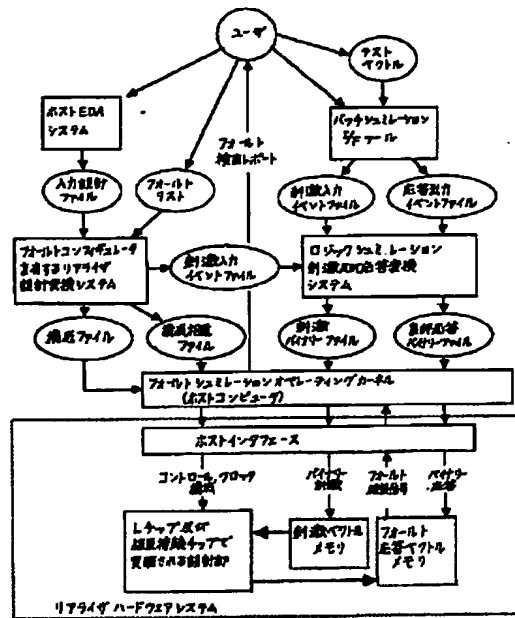 ユーザ
テスト
ベクトル
ホストEDA
システム
フォールト
検出レポート
バッチシュミレーション
I/Fツール
入力設計
ファイル
フォールト
リスト
刺激入力
イベントファイル
応答出力
イベントファイル
フォールトコンフィギュレータ
を有するリアライザ
設計変換システム
刺激入力
イベントファイル
ロジックシュミレーション
刺激及び応答変換
システム
構成ファイル
ファイル
刺激
バイナリーファイル
良好応答
バイナリーファイル
フォールトシュミレーションオペレーティングカーネル
(ホストコンピュータ)
ホストインタフェース
コントロール,クロック
構成
バイナリー
刺激
フォールト
バイナリー
応答
Lチップ及び
相互接続チップで
実現される設計部
刺激ベクトル
メモリ
フォールト
応答ベクトル
メモリ
リアライザハードウェアシステム